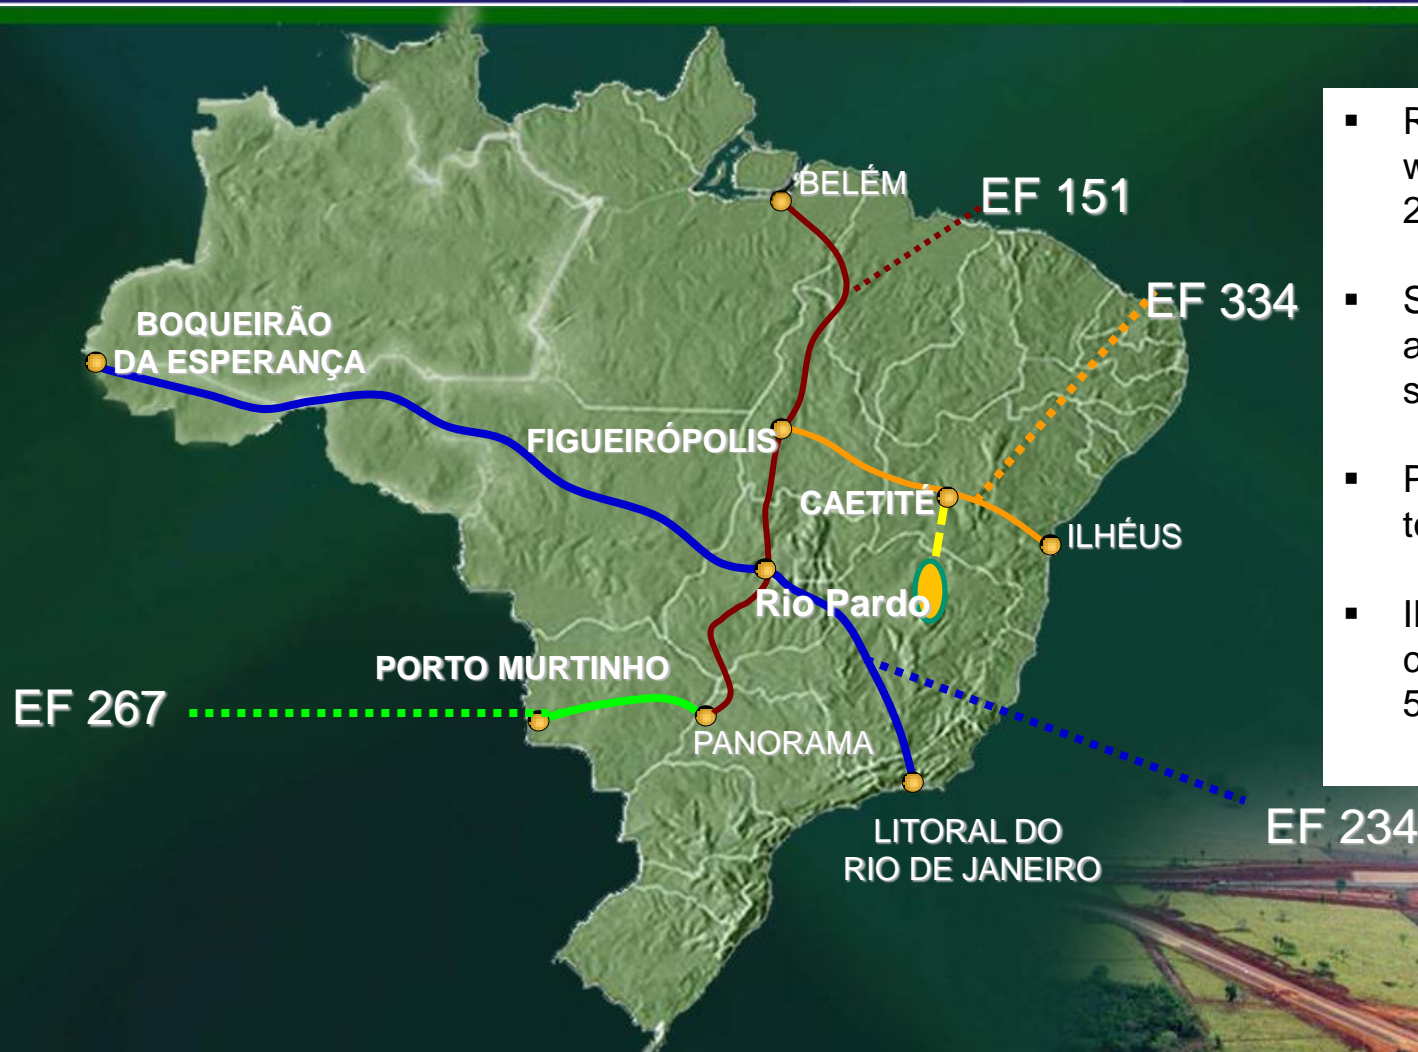 BELÉM
EF 151
EF 334
BOQUEIRÃO
DA ESPERANÇA
FIGUEIRÓPOLIS
CAETITÉ
ILHÉUS
Rio Pardo
PORTO MURTINHO
EF 267
PANORAMA
LITORAL DO
RIO DE JANEIRO
EF 234